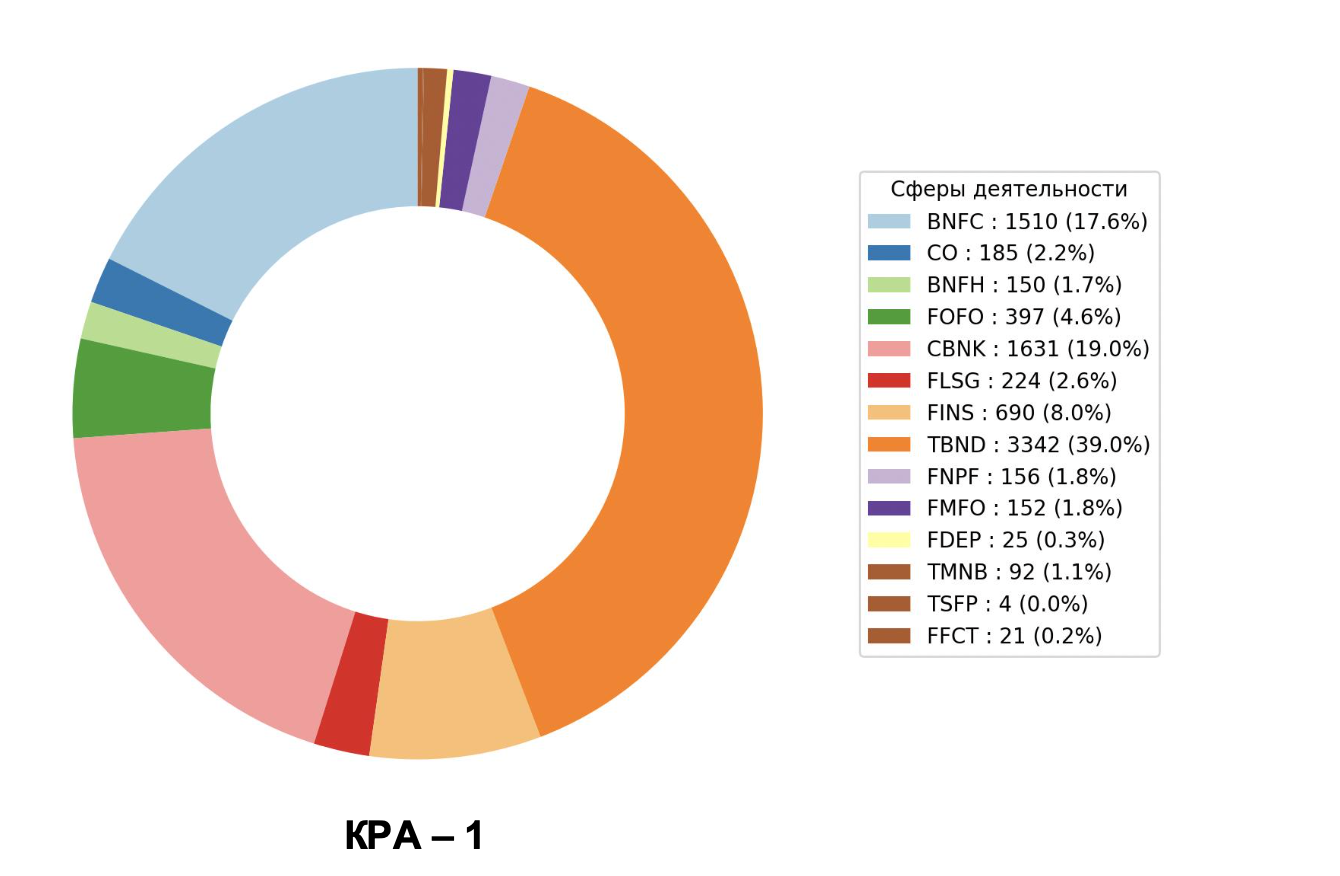 Сферы деятельности
BNFC : 1510 (17.6%)
CO : 185 (2.2%)
BNFH : 150 (1.7%)
FOFO : 397 (4.6%)
CBNK : 1631 (19.0%)
FLSG : 224 (2.6%)
FINS : 690 (8.0%)
TBND : 3342 (39.0%)
FNPF : 156 (1.8%)
FMFO : 152 (1.8%)
FDEP : 25 (0.3%)
TMNB : 92 (1.1%)
TSFP : 4 (0.0%)
FFCT : 21 (0.2%)
КРА – 1